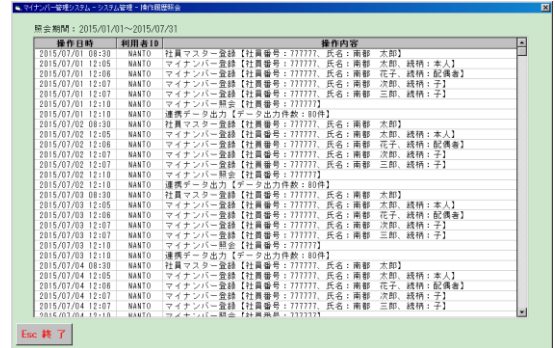 マイナンバー管理システム - システム管理 - 操作履歴照会
照会期間：2015/01/01～2015/07/31
操作日時 利用者ID 操作内容
2015/07/01 08:30 NANTO 社員マスター登録【社員番号：777777、氏名：南都　太郎】
2015/07/01 12:05 NANTO マイナンバー登録【社員番号：777777、氏名：南都　太郎、続柄：本人】
2015/07/01 12:06 NANTO マイナンバー登録【社員番号：777777、氏名：南都　花子、続柄：配偶者】
2015/07/01 12:07 NANTO マイナンバー登録【社員番号：777777、氏名：南都　次郎、続柄：子】
2015/07/01 12:07 NANTO マイナンバー登録【社員番号：777777、氏名：南都　三郎、続柄：子】
2015/07/01 12:10 NANTO マイナンバー照会【社員番号：777777】
2015/07/01 12:10 NANTO 連携データ出力【データ出力件数：80件】
2015/07/02 08:30 NANTO 社員マスター登録【社員番号：777777、氏名：南都　太郎】
2015/07/02 12:05 NANTO マイナンバー登録【社員番号：777777、氏名：南都　太郎、続柄：本人】
2015/07/02 12:06 NANTO マイナンバー登録【社員番号：777777、氏名：南都　花子、続柄：配偶者】
2015/07/02 12:07 NANTO マイナンバー登録【社員番号：777777、氏名：南都　次郎、続柄：子】
2015/07/02 12:07 NANTO マイナンバー登録【社員番号：777777、氏名：南都　三郎、続柄：子】
2015/07/02 12:10 NANTO マイナンバー照会【社員番号：777777】
2015/07/02 12:10 NANTO 連携データ出力【データ出力件数：80件】
2015/07/03 08:30 NANTO 社員マスター登録【社員番号：777777、氏名：南都　太郎】
2015/07/03 12:05 NANTO マイナンバー登録【社員番号：777777、氏名：南都　太郎、続柄：本人】
2015/07/03 12:06 NANTO マイナンバー登録【社員番号：777777、氏名：南都　花子、続柄：配偶者】
2015/07/03 12:07 NANTO マイナンバー登録【社員番号：777777、氏名：南都　次郎、続柄：子】
2015/07/03 12:07 NANTO マイナンバー登録【社員番号：777777、氏名：南都　三郎、続柄：子】
2015/07/03 12:10 NANTO マイナンバー照会【社員番号：777777】
2015/07/03 12:10 NANTO 連携データ出力【データ出力件数：80件】
2015/07/04 08:30 NANTO 社員マスター登録【社員番号：777777、氏名：南都　太郎】
2015/07/04 12:05 NANTO マイナンバー登録【社員番号：777777、氏名：南都　太郎、続柄：本人】
2015/07/04 12:06 NANTO マイナンバー登録【社員番号：777777、氏名：南都　花子、続柄：配偶者】
2015/07/04 12:07 NANTO マイナンバー登録【社員番号：777777、氏名：南都　次郎、続柄：子】
2015/07/04 12:07 NANTO マイナンバー登録【社員番号：777777、氏名：南都　三郎、続柄：子】
2015/07/04 12:10 NANTO マイナンバー照会【社員番号：777777】
Esc 終 了